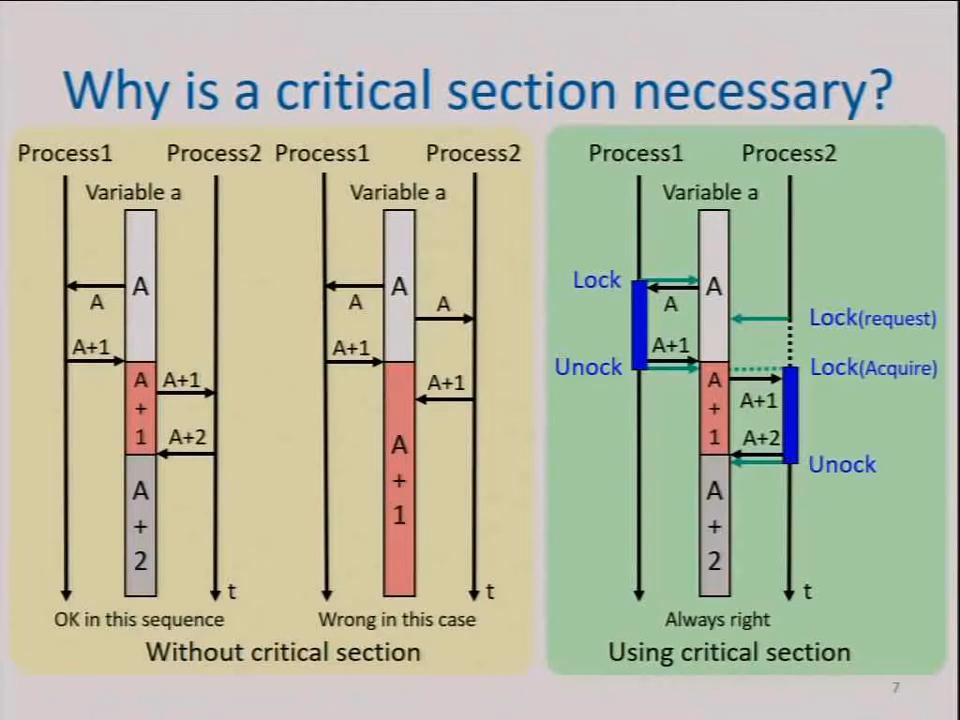 Why is a critical section necessary?
Process1 Process2 Process1 Process2
Variable a Variable a
A
A
A+1
A
+
1
A+1
A+2
A
+
2
t
OK in this sequence
A
A
A
A+1
A+1
A
+
1
t
Wrong in this case
Without critical section
Process1 Process2
Variable a
Lock
A
A
Lock(request)
A+1
Unock
Lock(Acquire)
A
+
1
A+1
A+2
Unock
A
+
2
t
Always right
Using critical section
7